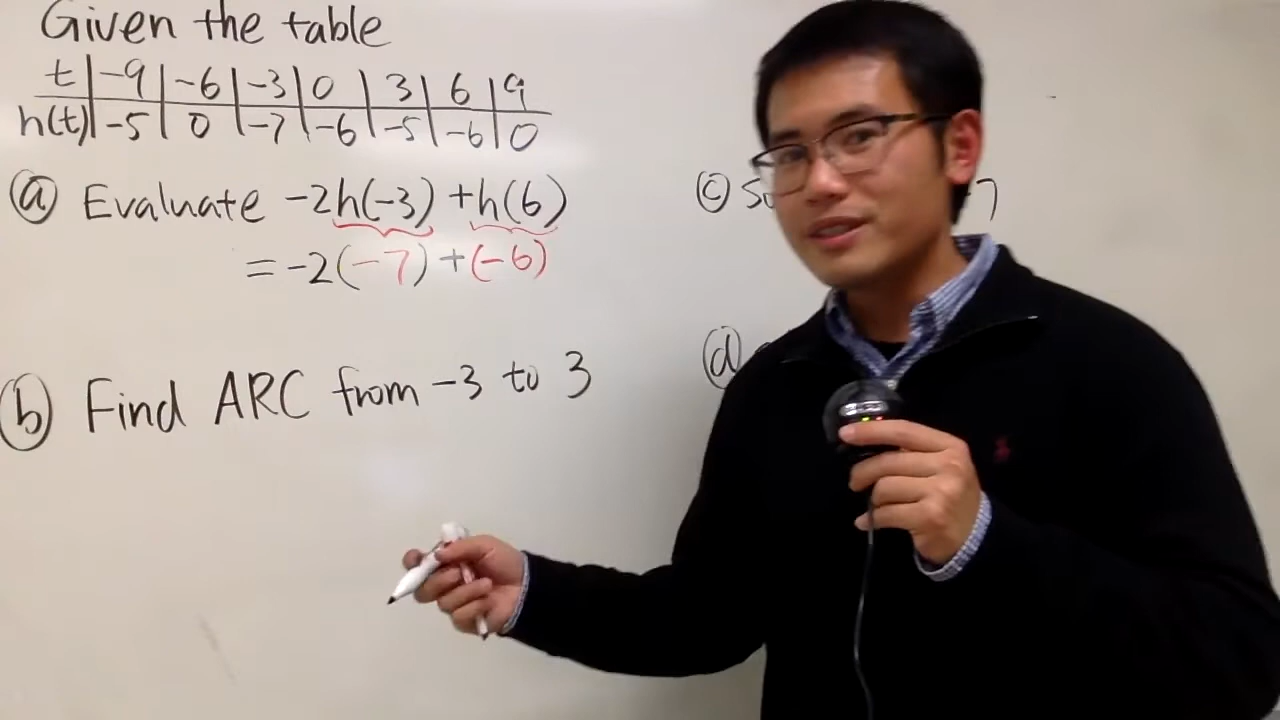 Given the table
t | -9 | -6 | -3 | 0 | 3 | 6 | 9
h(t) | -5 | 0 | -7 | -6 | -5 | -6 | 0
(a) Evaluate -2h(-3) + h(6)
= -2(-7) + (-6)
(b) Find ARC from -3 to 3
(c)
(d)